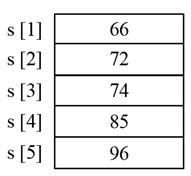 s [1] 66
s [2] 72
s [3] 74
s [4] 85
s [5] 96